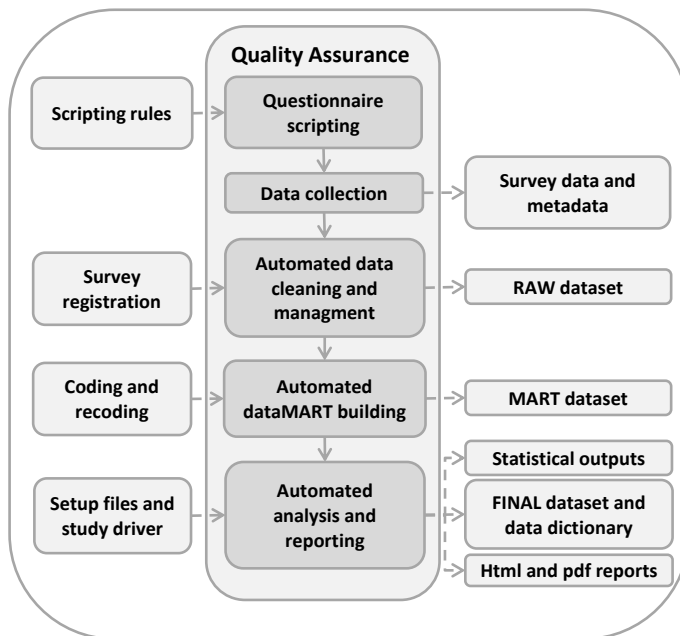 Quality Assurance
Scripting rules
Questionnaire
scripting
Data collection
Survey data and
metadata
Survey
registration
Automated data
cleaning and
managment
RAW dataset
Coding and
recoding
Automated
dataMART building
MART dataset
Setup files and
study driver
Automated
analysis and
reporting
Statistical outputs
FINAL dataset and
data dictionary
Html and pdf reports